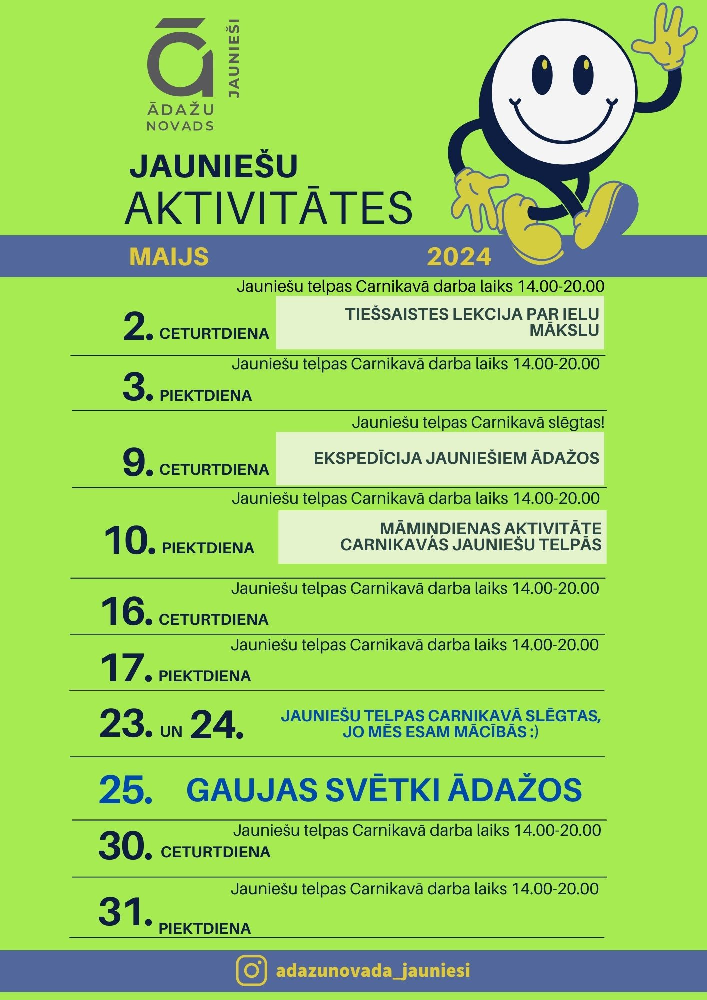 JAUNIEŠI
ĀDAŽU
NOVADS
JAUNIEŠU
AKTIVITĀTES
MAIJS 2024
Jauniešu telpas Carnikavā darba laiks 14.00-20.00
2. CETURTDIENA
TIEŠSAISTES LEKCIJA PAR IELU
MĀKSLU
Jauniešu telpas Carnikavā darba laiks 14.00-20.00
3. PIEKTDIENA
Jauniešu telpas Carnikavā slēgtas!
9. CETURTDIENA
EKSPEDĪCIJA JAUNIEŠIEM ĀDAŽOS
Jauniešu telpas Carnikavā darba laiks 14.00-20.00
10. PIEKTDIENA
MĀMIŅDIENAS AKTIVITĀTE
CARNIKAVAS JAUNIEŠU TELPĀS
Jauniešu telpas Carnikavā darba laiks 14.00-20.00
16. CETURTDIENA
Jauniešu telpas Carnikavā darba laiks 14.00-20.00
17. PIEKTDIENA
23. UN 24.
JAUNIEŠU TELPAS CARNIKAVĀ SLĒGTAS,
JO MĒS ESAM MĀCĪBĀS :)
25. GAUJAS SVĒTKI ĀDAŽOS
Jauniešu telpas Carnikavā darba laiks 14.00-20.00
30. CETURTDIENA
Jauniešu telpas Carnikavā darba laiks 14.00-20.00
31. PIEKTDIENA
adazunovada_jauniesi